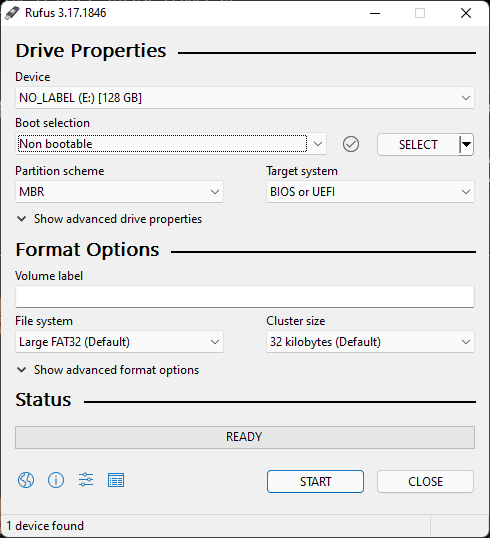 Rufus 3.17.1846
Drive Properties
Device
NO_LABEL (E:) [128 GB]
Boot selection
Non bootable
SELECT
Partition scheme
Target system
MBR
BIOS or UEFI
Show advanced drive properties
Format Options
Volume label
File system
Cluster size
Large FAT32 (Default)
32 kilobytes (Default)
Show advanced format options
Status
READY
START
CLOSE
1 device found